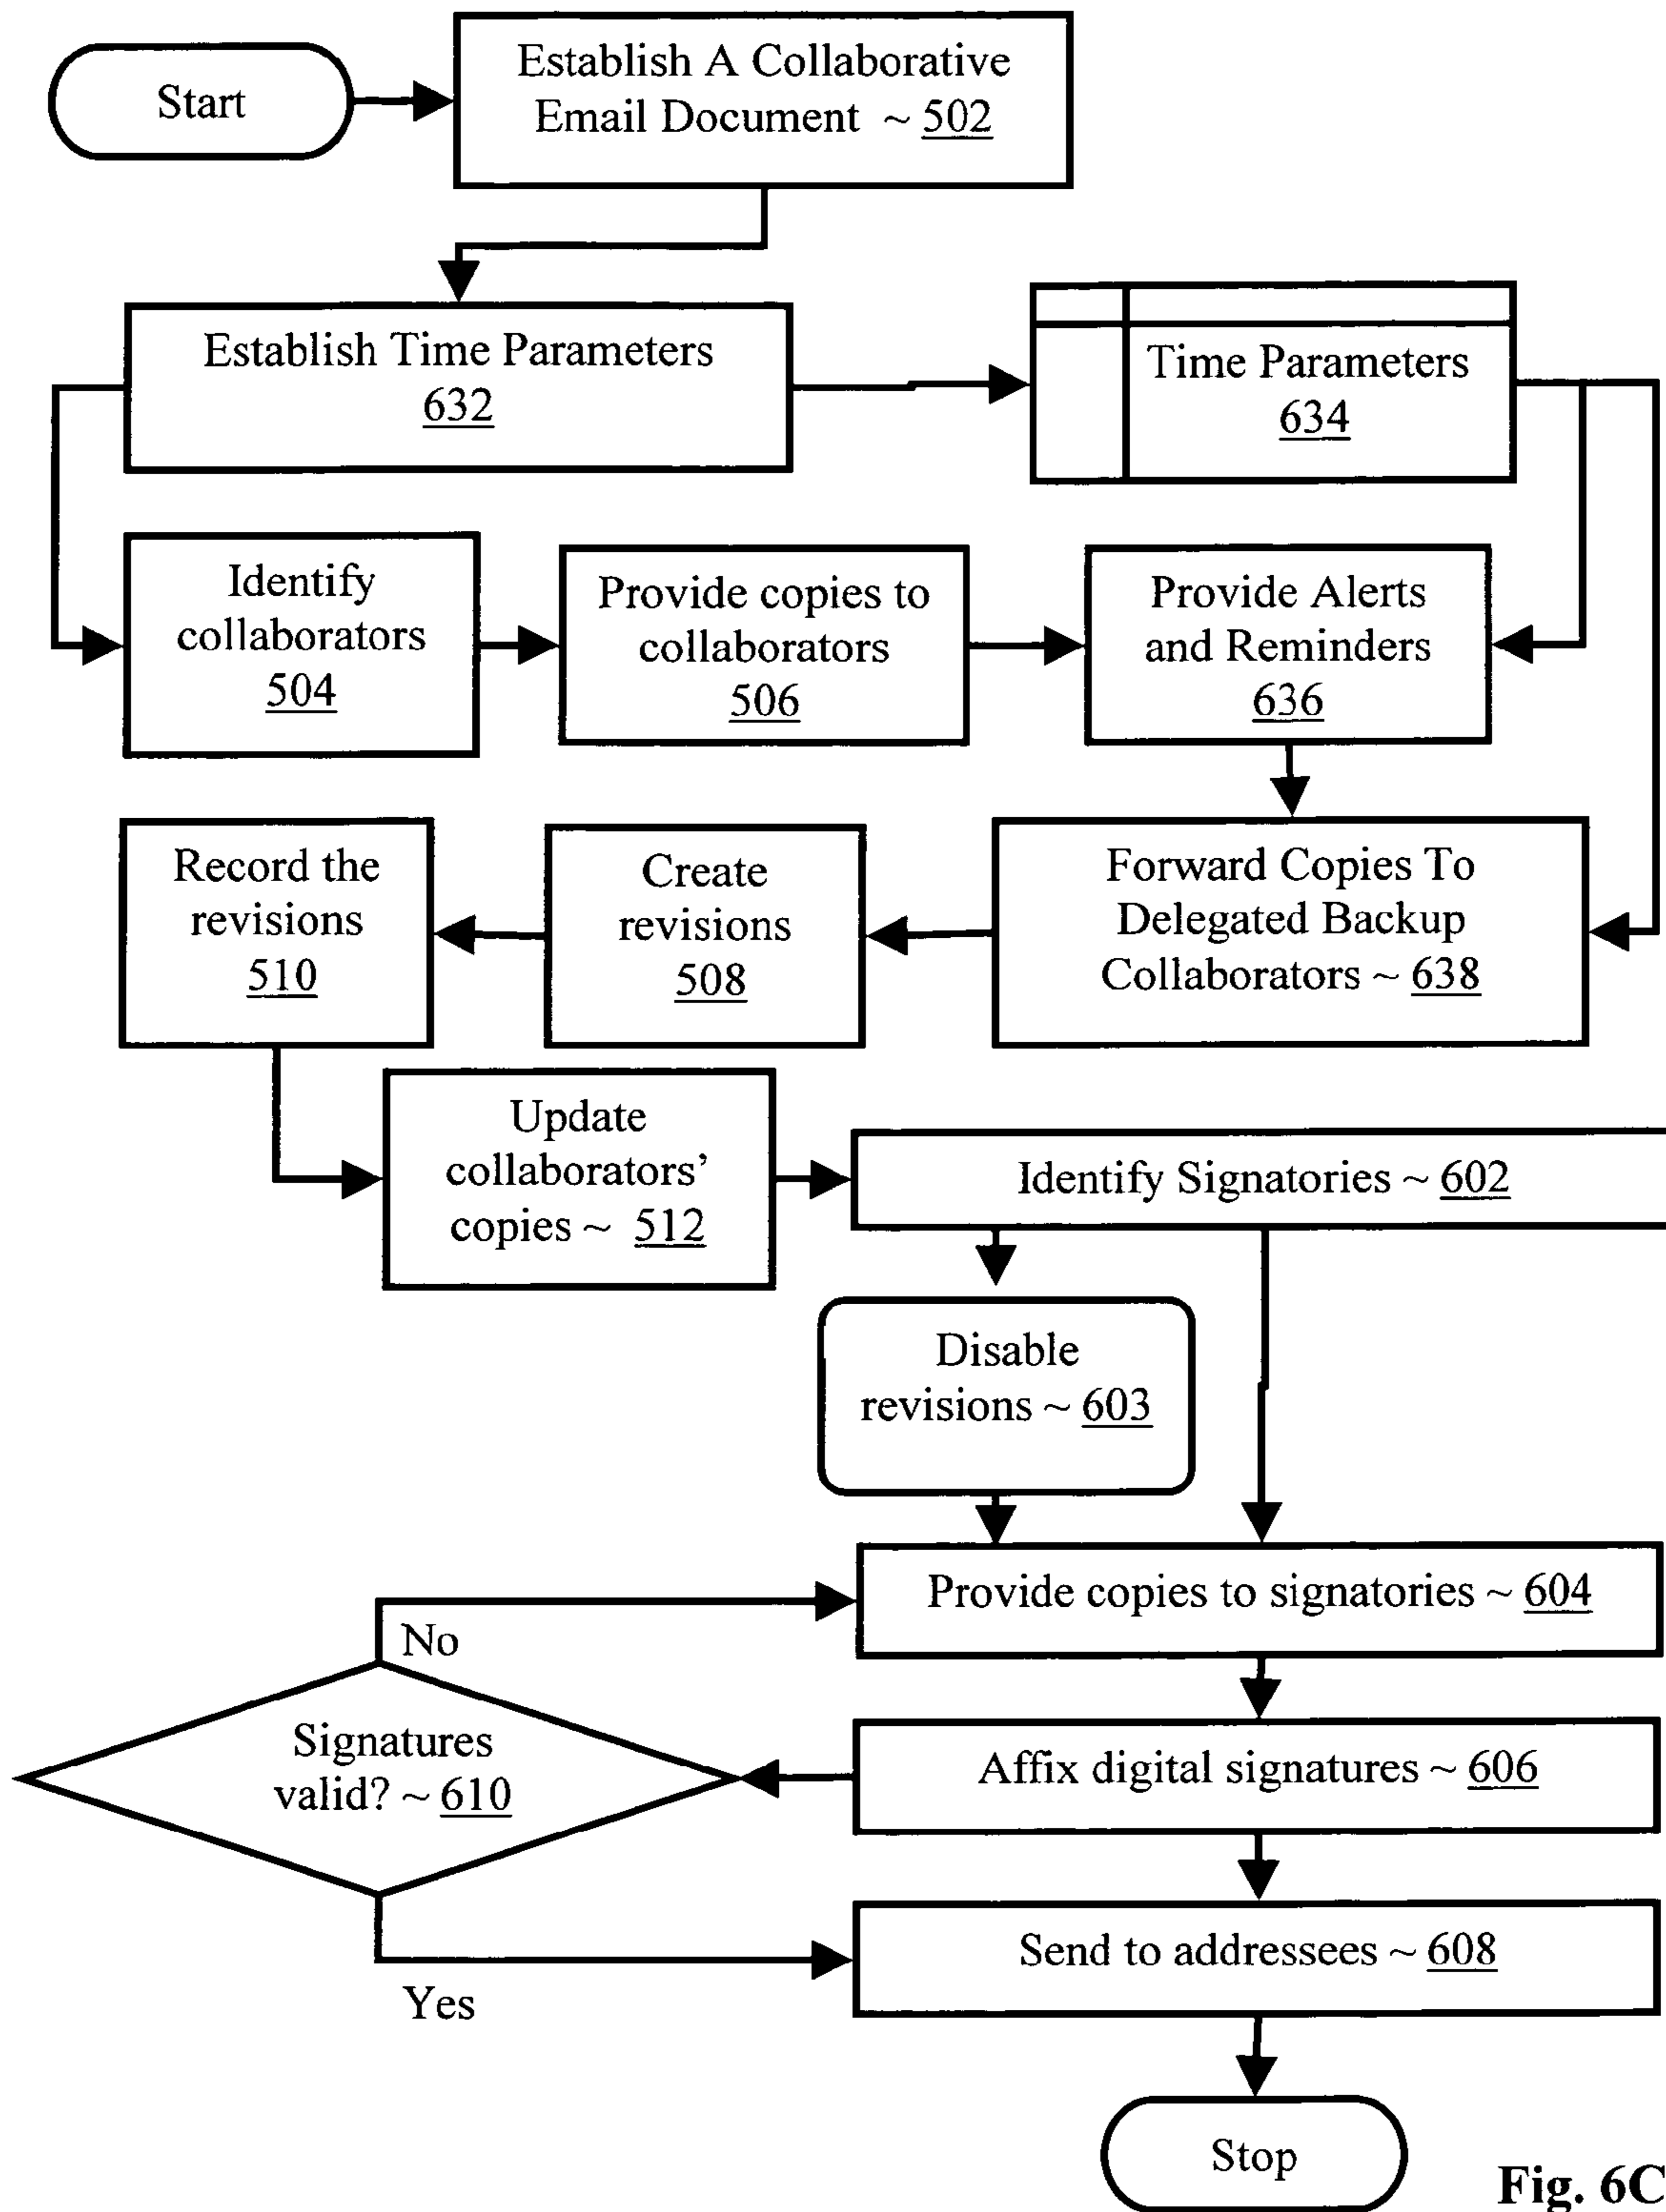 Start
Establish A Collaborative
Email Document ~ 502
Establish Time Parameters
632
Time Parameters
634
Identify
collaborators
504
Provide copies to
collaborators
506
Provide Alerts
and Reminders
636
Record the
revisions
510
Create
revisions
508
Forward Copies To
Delegated Backup
Collaborators ~ 638
Update
collaborators’
copies ~ 512
Identify Signatories ~ 602
Disable
revisions ~ 603
Provide copies to signatories ~ 604
No
Signatures
valid? ~ 610
Affix digital signatures ~ 606
Send to addressees ~ 608
Yes
Stop
Fig. 6C